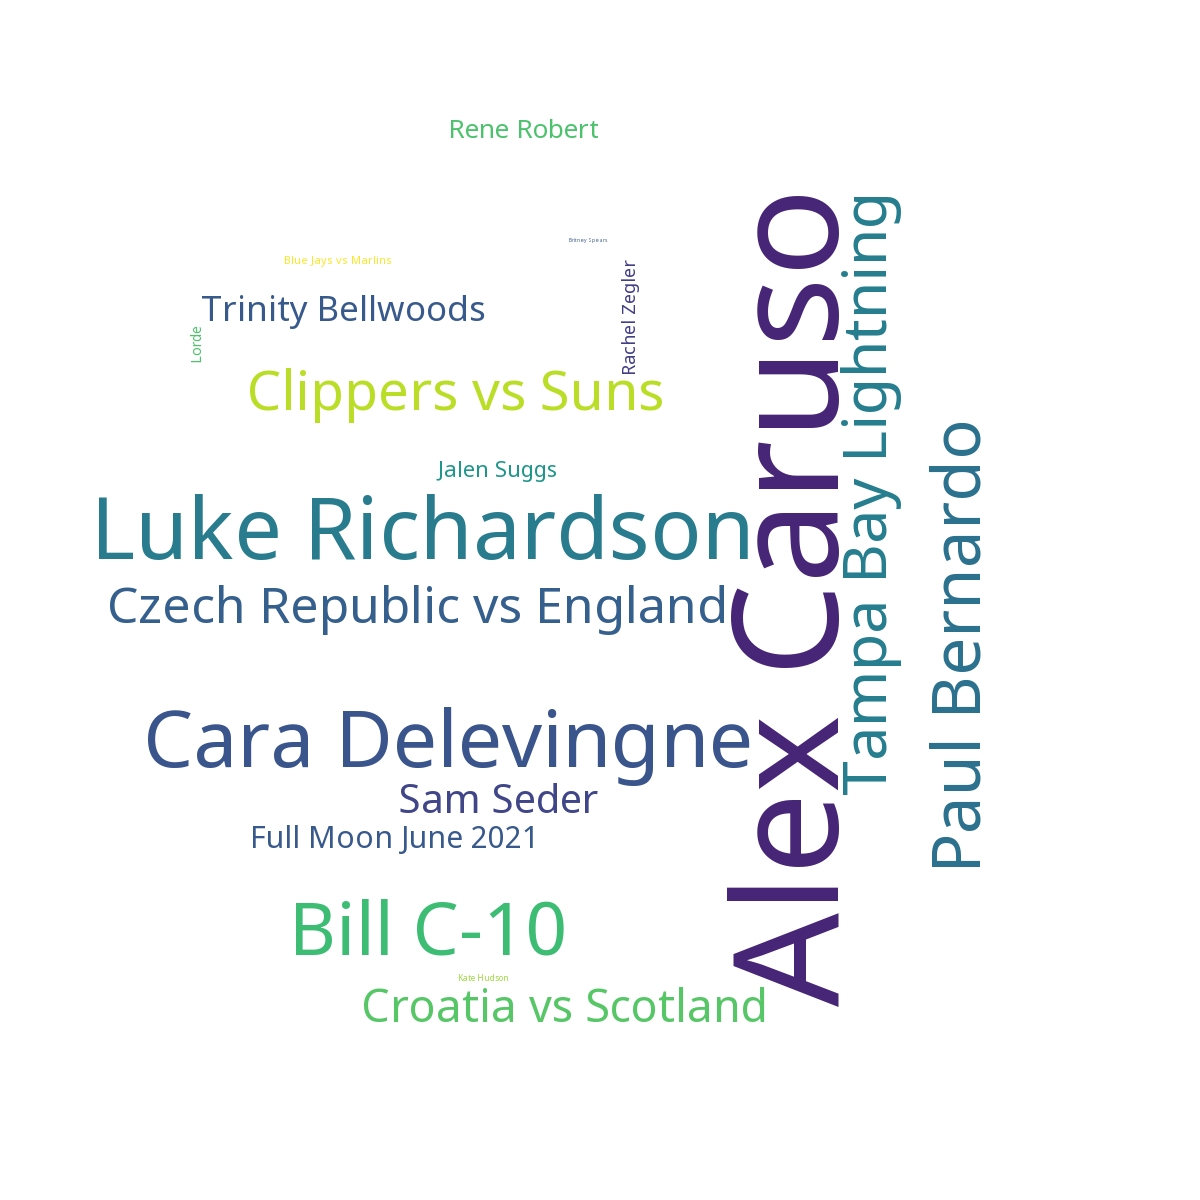 Rene Robert
Britney Spears
Blue Jays vs Marlins
Trinity Bellwoods
Lorde
Rachel Zegler
Clippers vs Suns
Jalen Suggs
Luke Richardson
Czech Republic vs England
Cara Delevingne
Sam Seder
Full Moon June 2021
Bill C-10
Kate Hudson
Croatia vs Scotland
Alex Caruso
Tampa Bay Lightning
Paul Bernardo